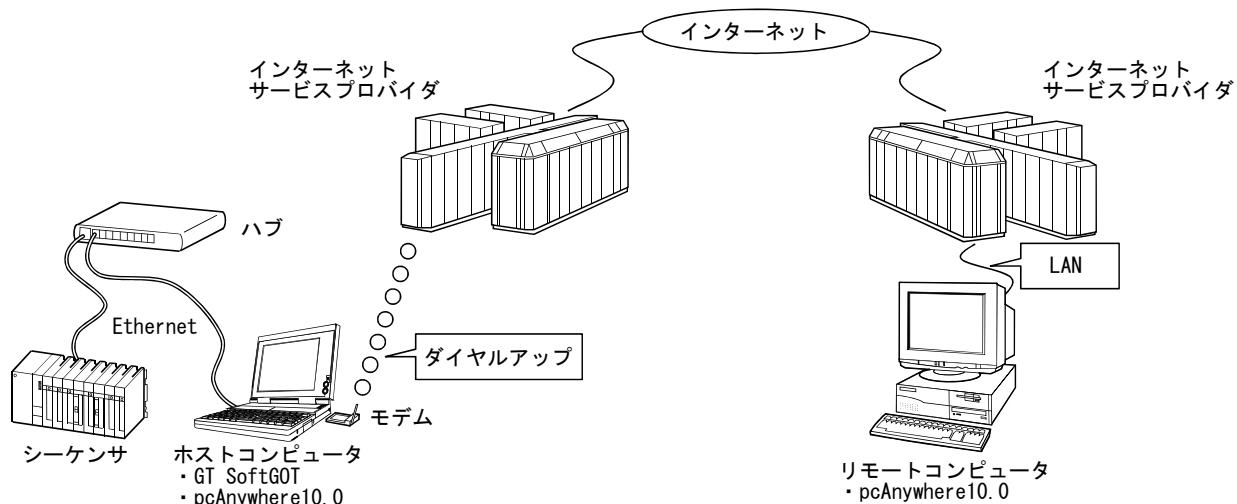 インターネット
インターネット
サービスプロバイダ
インターネット
サービスプロバイダ
ハブ
LAN
Ethernet
ダイヤルアップ
モデム
シーケンサ
ホストコンピュータ
・GT SoftGOT
・pcAnywhere10.0
リモートコンピュータ
・pcAnywhere10.0